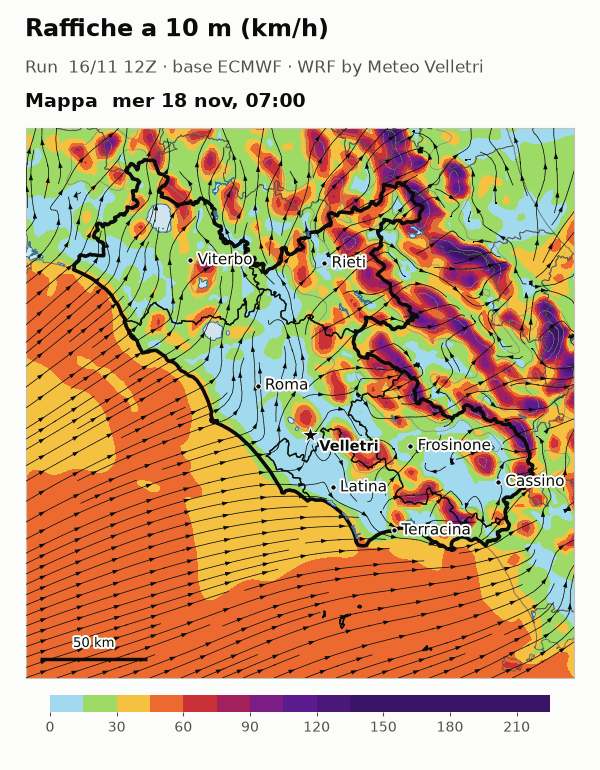 Raffiche a 10 m (km/h)
Run  16/11 12Z · base ECMWF · WRF by Meteo Velletri
Mappa  mer 18 nov, 07:00
Viterbo
Rieti
Roma
Velletri
Frosinone
Latina
Cassino
Terracina
50 km
0 30 60 90 120 150 180 210